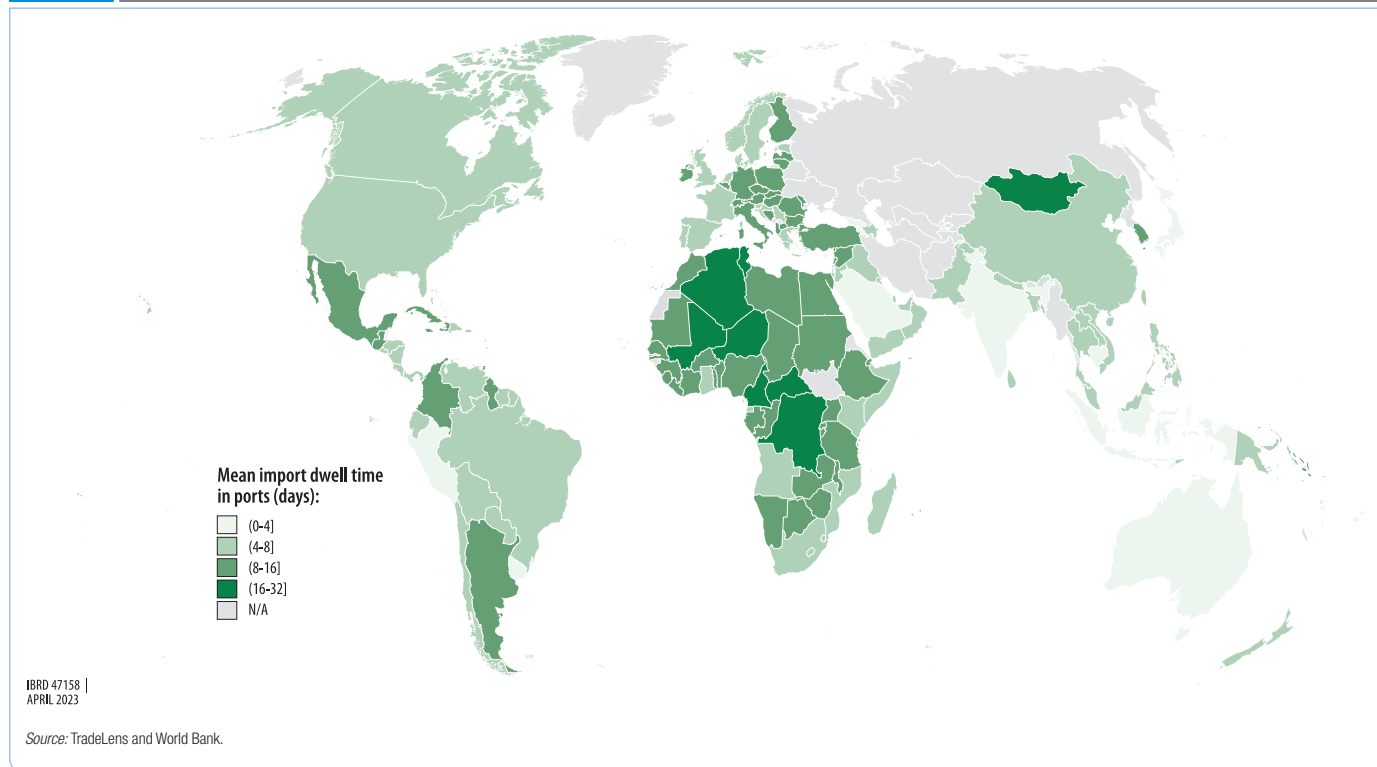 Mean import dwell time
in ports (days):
(0-4]
(4-8]
(8-16]
(16-32]
N/A
IBRD 47158 |
APRIL 2023
Source: TradeLens and World Bank.